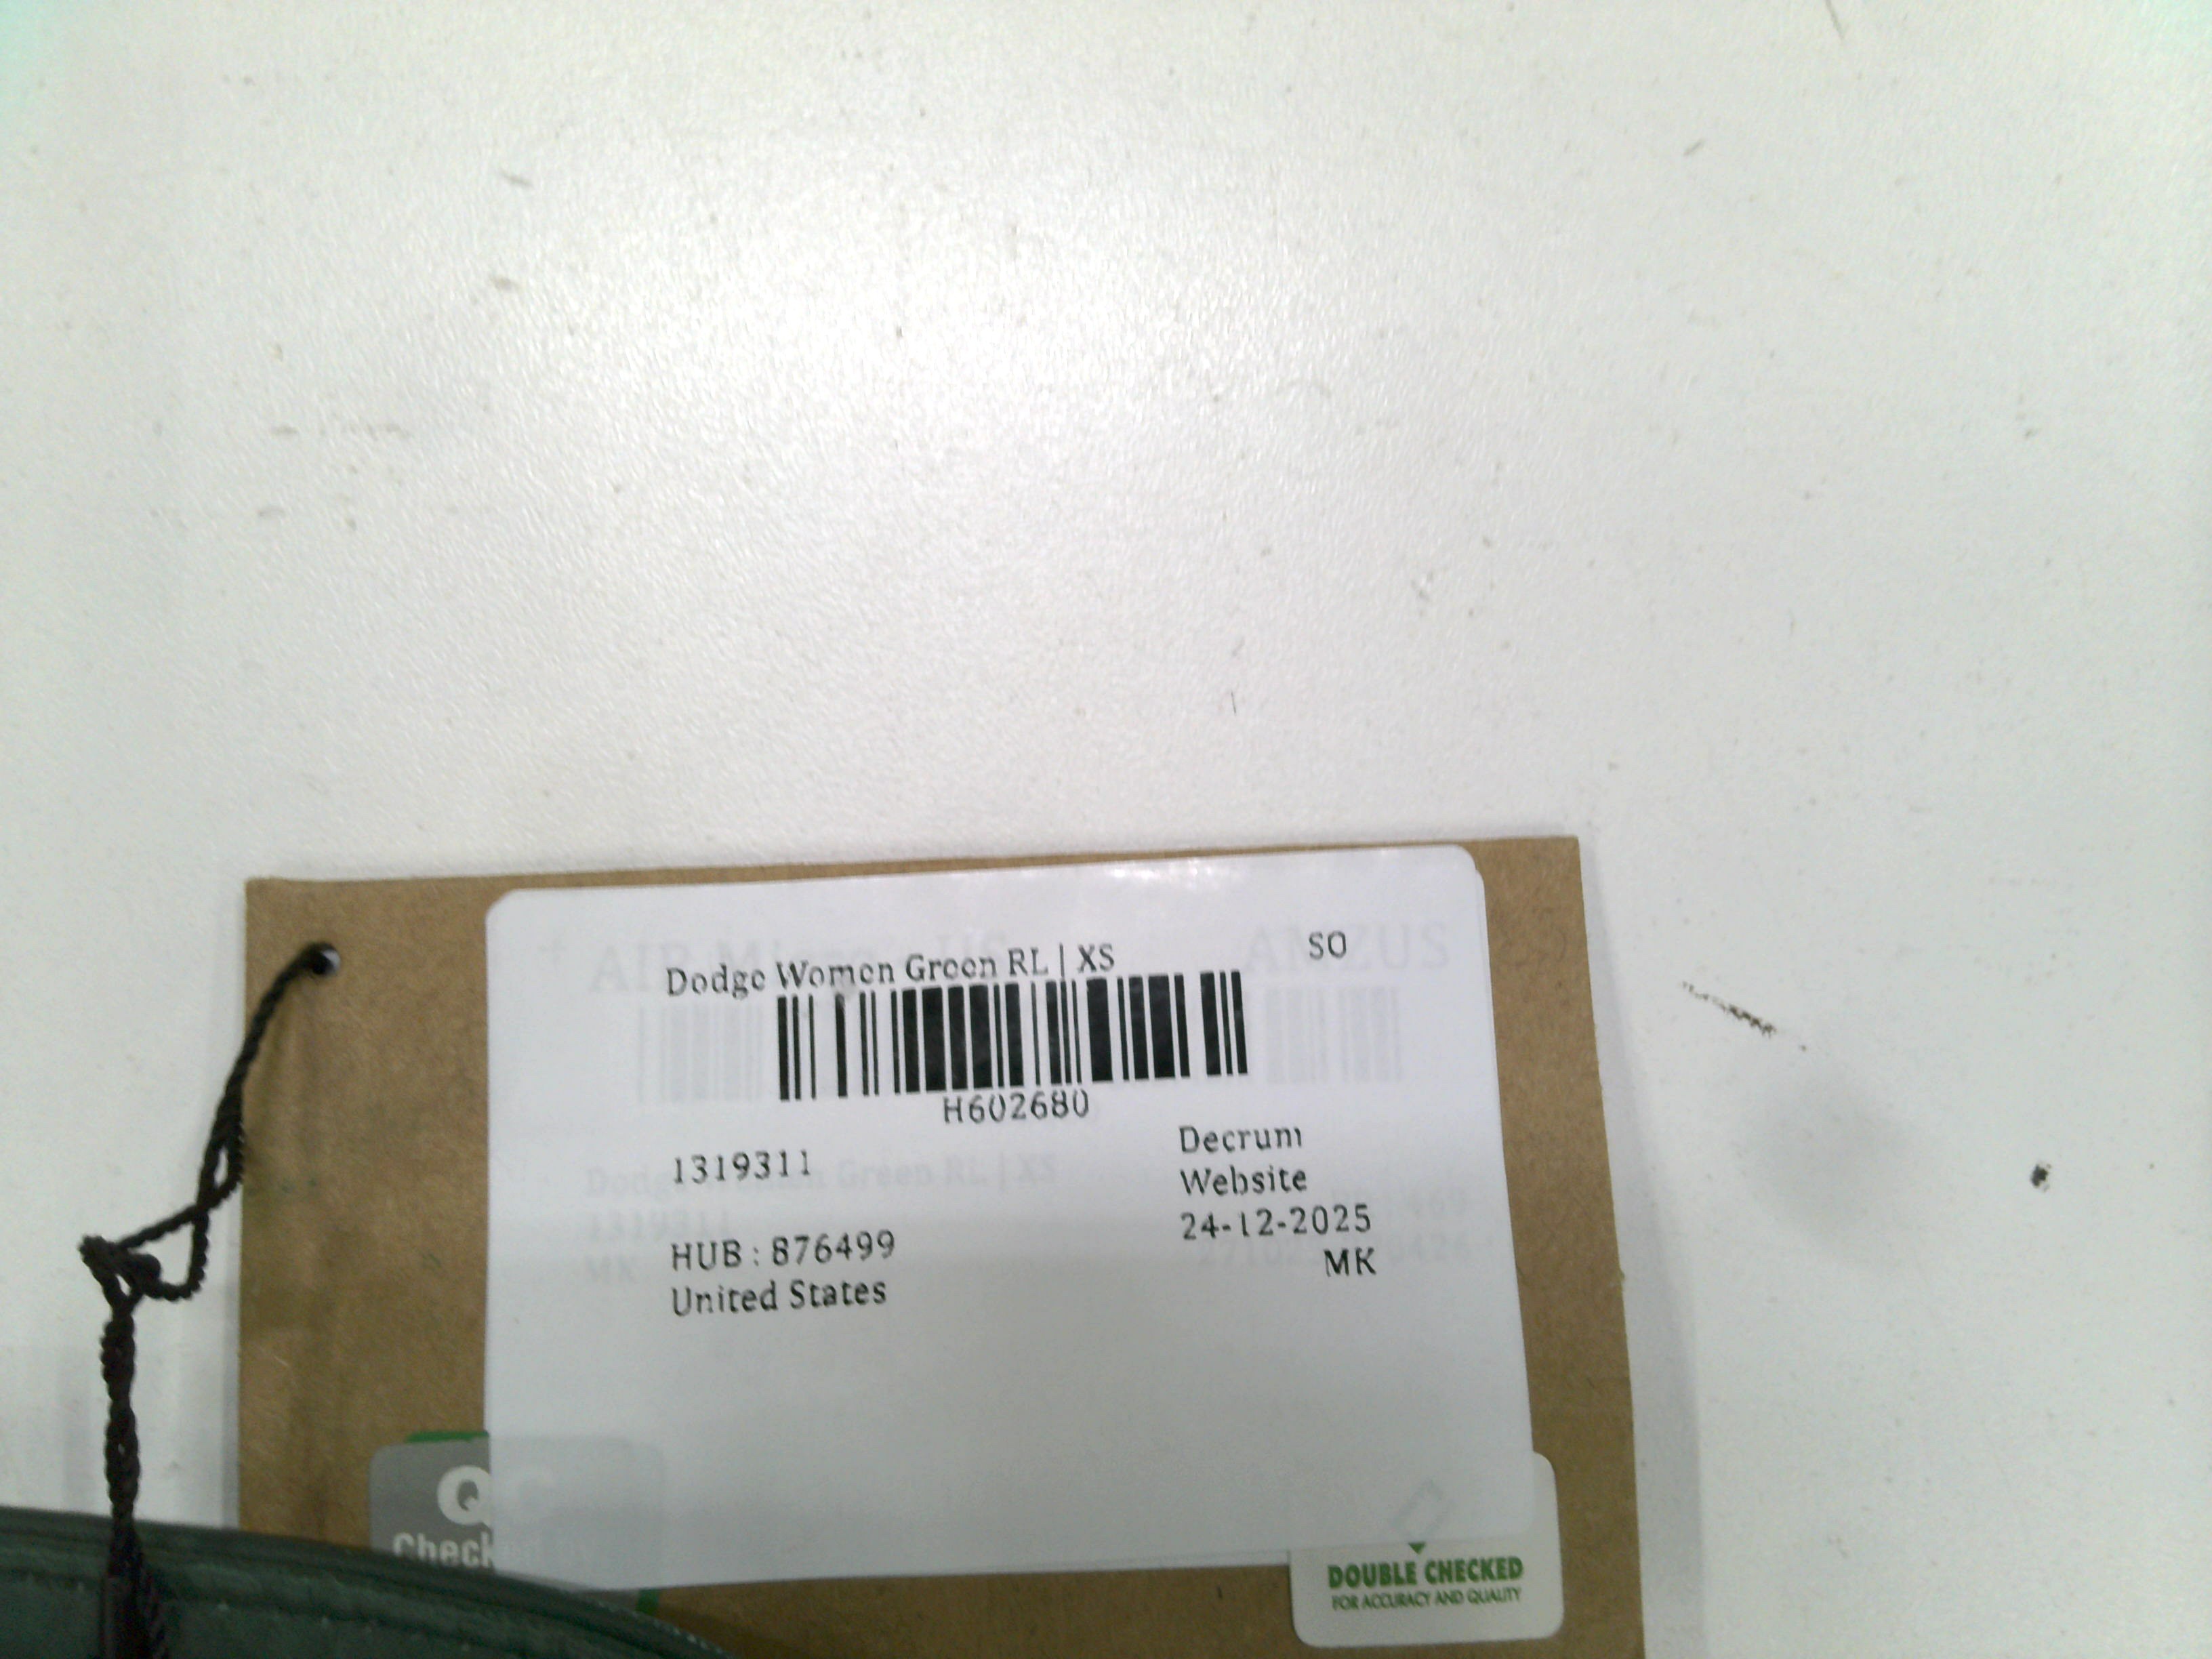 Dodge Women Green RL | XS
SO
H602680
1319311
Decrum
Website
24-12-2025
MK
HUB : 876499
United States
DOUBLE CHECKED
FOR ACCURACY AND QUALITY